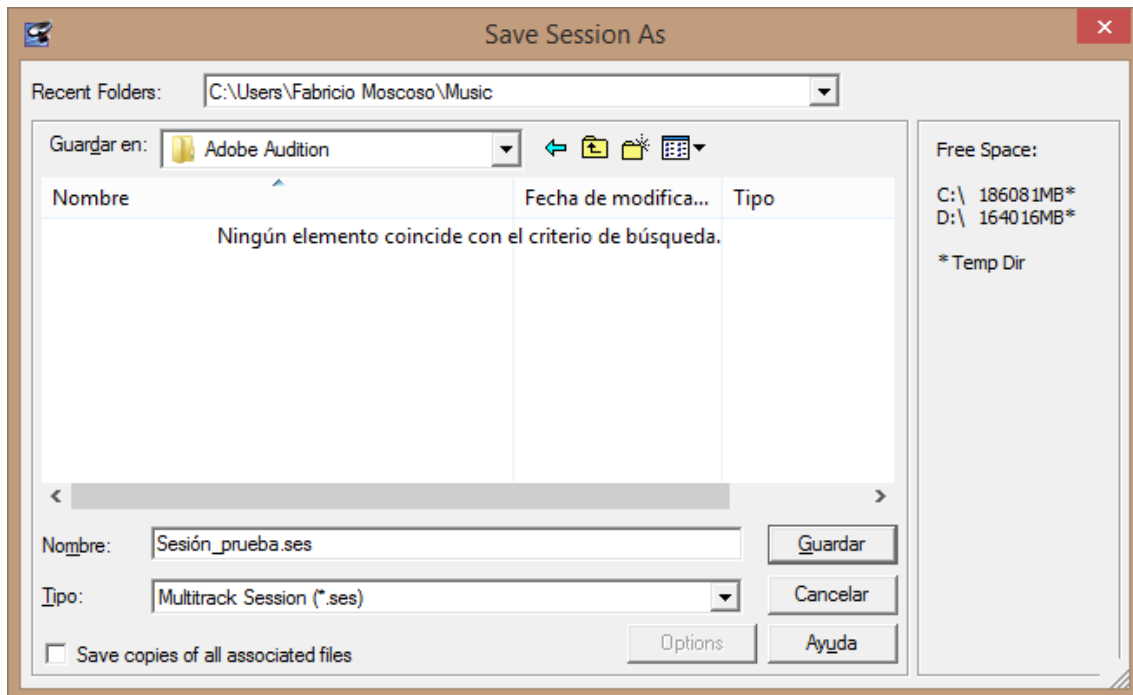 Save Session As
Recent Folders: C:\Users\Fabricio Moscoso\Music
Guardar en: Adobe Audition
Nombre Fecha de modifica... Tipo
Ningún elemento coincide con el criterio de búsqueda.
Nombre: Sesión_prueba.ses Guardar
Tipo: Multitrack Session (*.ses) Cancelar
Save copies of all associated files Options Ayuda
Free Space:
C:\ 186081MB*
D:\ 164016MB*
* Temp Dir